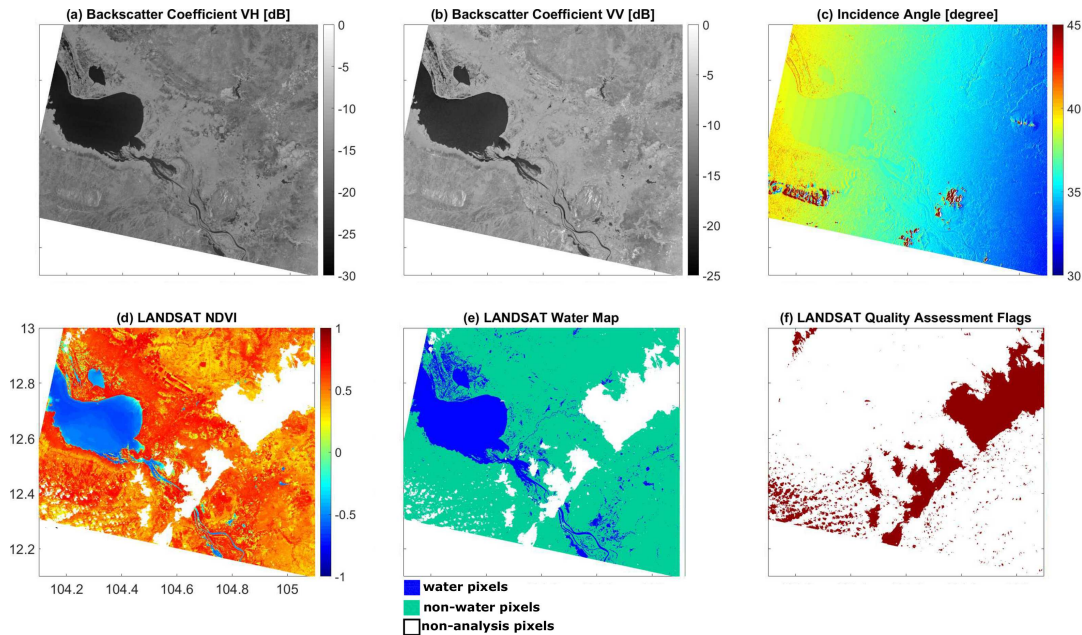 (a) Backscatter Coefficient VH [dB]
(b) Backscatter Coefficient VV [dB]
(c) Incidence Angle [degree]
0
-5
-10
-15
-20
-25
-30
0
-5
-10
-15
-20
-25
45
40
35
30
(d) LANDSAT NDVI
(e) LANDSAT Water Map
(f) LANDSAT Quality Assessment Flags
13
12.8
12.6
12.4
12.2
104.2 104.4 104.6 104.8 105
1
0.5
0
-0.5
-1
water pixels
non-water pixels
non-analysis pixels